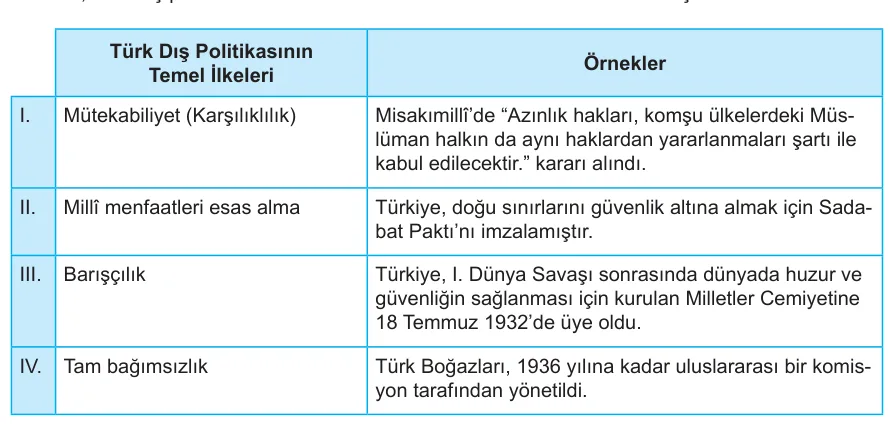 Türk Dış Politikasının
Temel İlkeleri
Örnekler
I.
Mütekabiliyet (Karşılıklılık)
Misakımillî’de “Azınlık hakları, komşu ülkelerdeki Müs-
lüman halkın da aynı haklardan yararlanmaları şartı ile
kabul edilecektir.” kararı alındı.
II.
Millî menfaatleri esas alma
Türkiye, doğu sınırlarını güvenlik altına almak için Sada-
bat Paktı’nı imzalamıştır.
III.
Barışçılık
Türkiye, I. Dünya Savaşı sonrasında dünyada huzur ve
güvenliğin sağlanması için kurulan Milletler Cemiyetine
18 Temmuz 1932’de üye oldu.
IV.
Tam bağımsızlık
Türk Boğazları, 1936 yılına kadar uluslararası bir komis-
yon tarafından yönetildi.